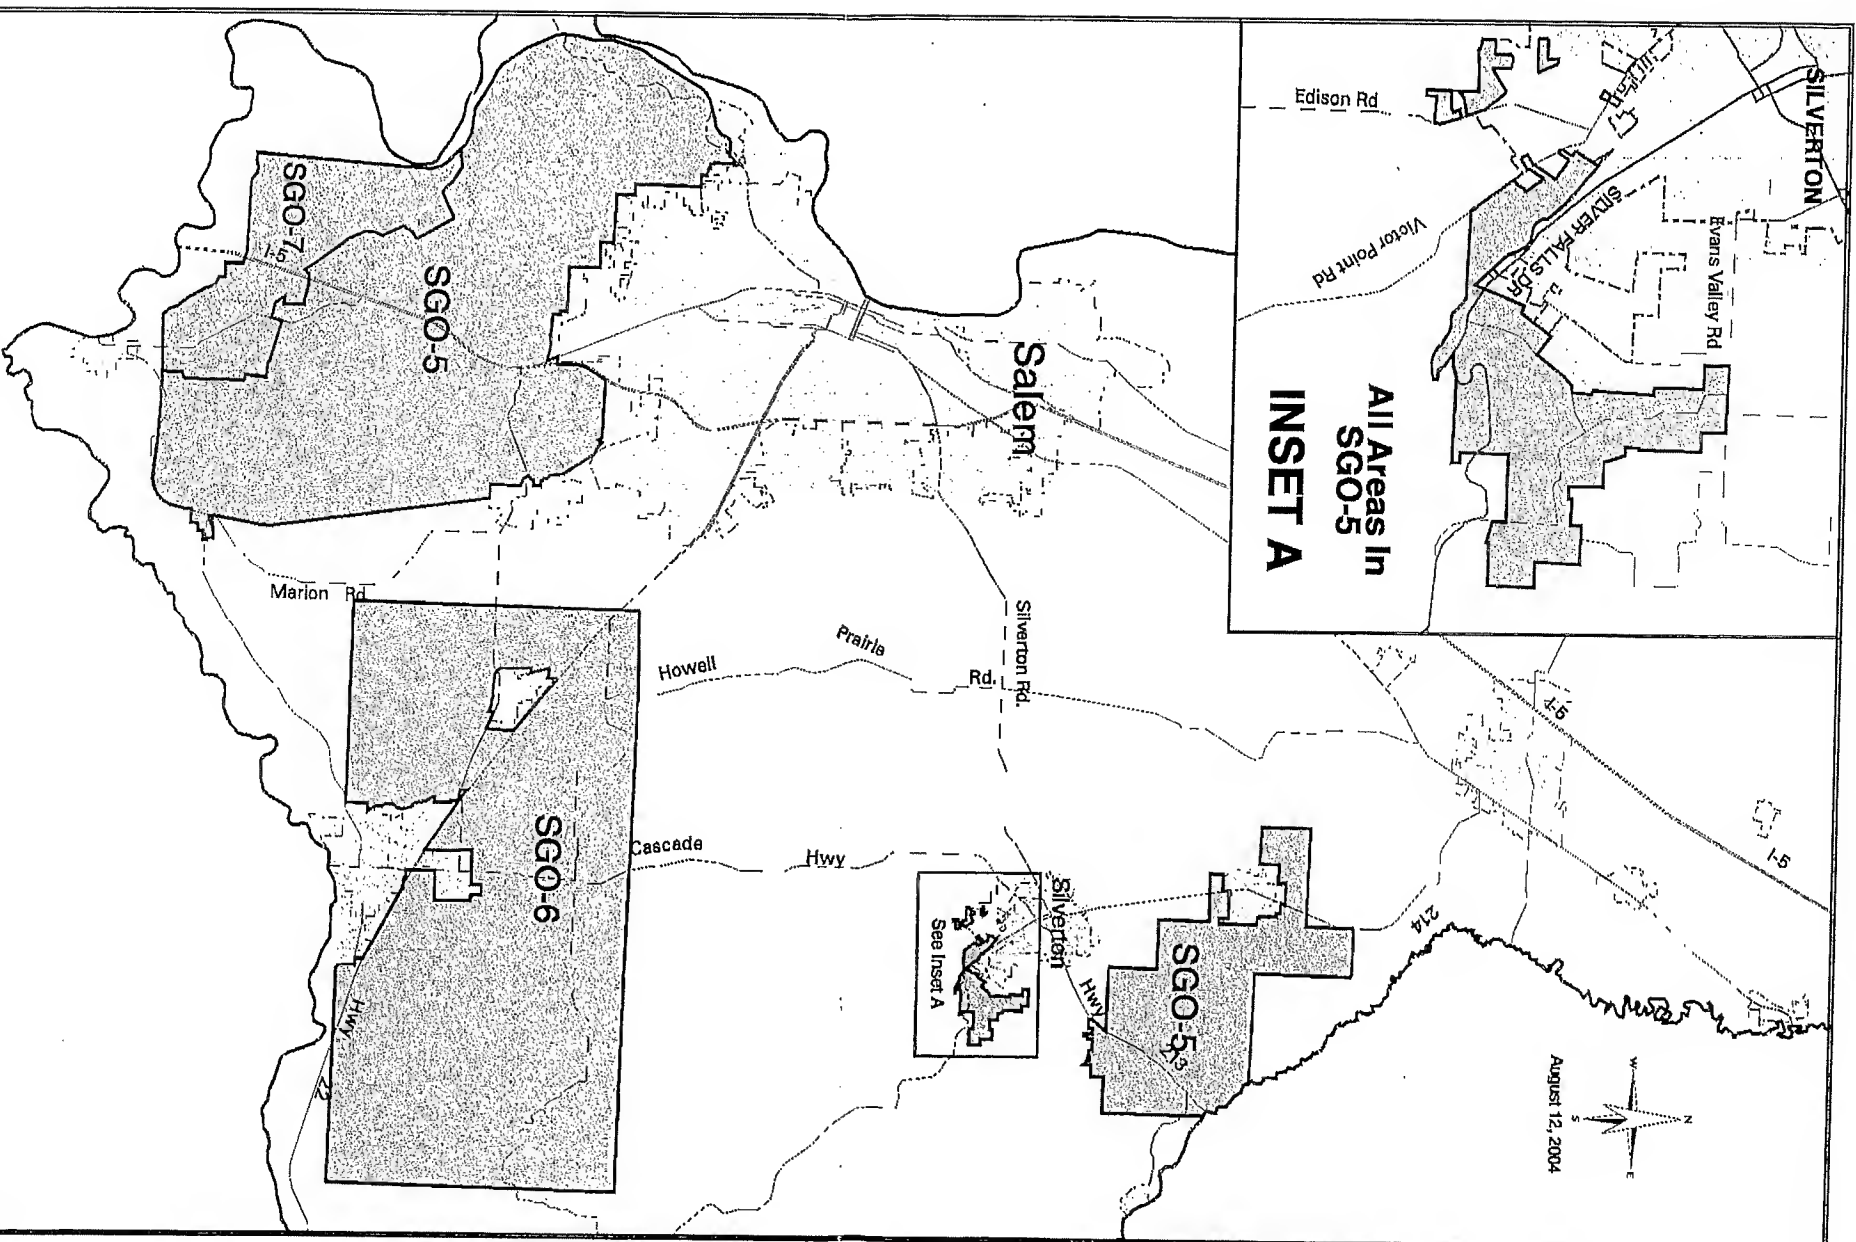 SILVERTON
Edison Rd
SILVER FALLS DR
Evans Valley Rd
Victor Point Rd
All Areas In
SGO-5
INSET A
SGO-7
I-5
SGO-5
Salem
Marion Rd
Silverton Rd.
Howell
Prairie
Rd.
I-5
I-5
SGO-6
Cascade
Hwy
Silverton
See Inset A
SGO-5
Hwy
213
214
Hwy
22
W
N
S
E
August 12, 2004